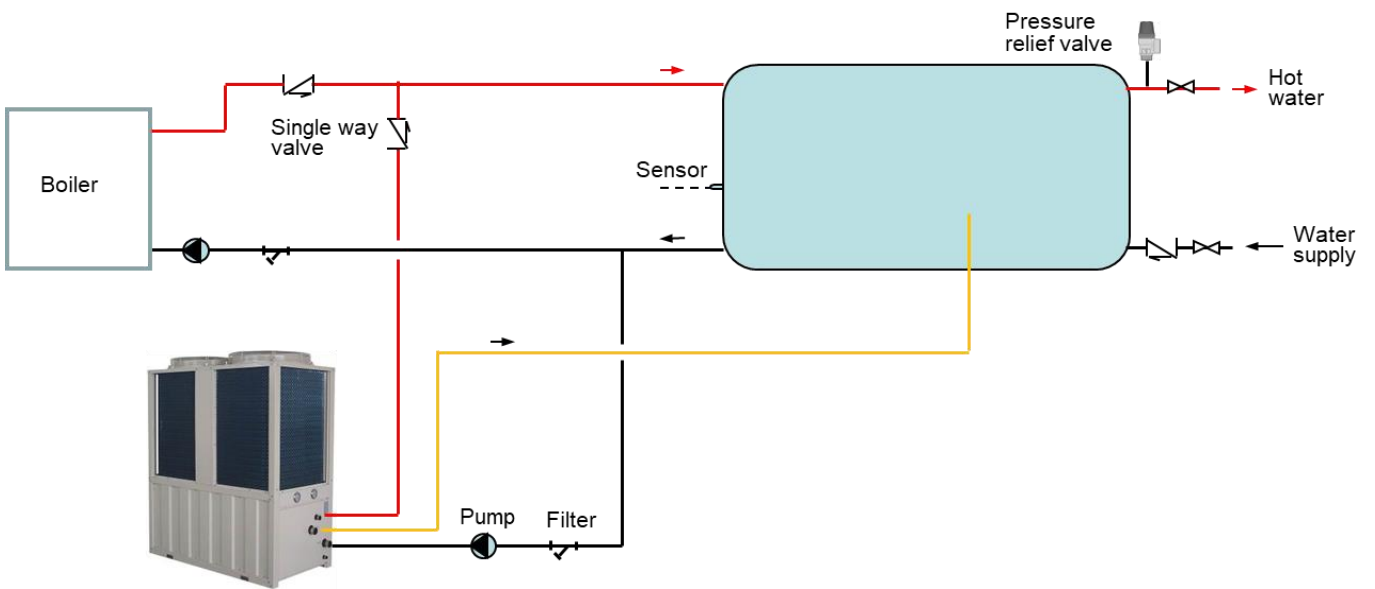 Pressure
relief valve
Hot
water
Single way
valve
Sensor
Boiler
Water
supply
Pump
Filter